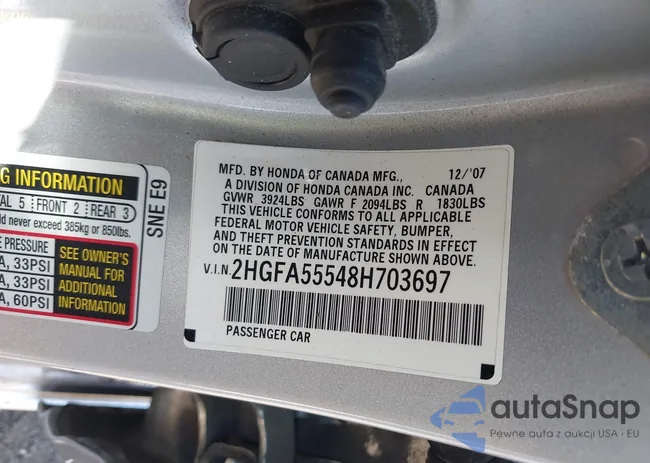 G INFORMATION
TAL 5 FRONT 2 REAR 3
ld never exceed 385kg or 850lbs.
E PRESSURE
A, 33PSI
A, 33PSI
A, 60PSI
SEE OWNER'S
MANUAL FOR
ADDITIONAL
INFORMATION
SNE E9
MFD. BY HONDA OF CANADA MFG., 12/'07
A DIVISION OF HONDA CANADA INC. CANADA
GVWR 3924LBS GAWR F 2094LBS R 1830LBS
THIS VEHICLE CONFORMS TO ALL APPLICABLE
FEDERAL MOTOR VEHICLE SAFETY, BUMPER,
AND THEFT PREVENTION STANDARDS IN EFFECT
ON THE DATE OF MANUFACTURE SHOWN ABOVE.
V.I.N. 2HGFA55548H703697
PASSENGER CAR
autaSnap
Pewne auta z aukcji USA · EU